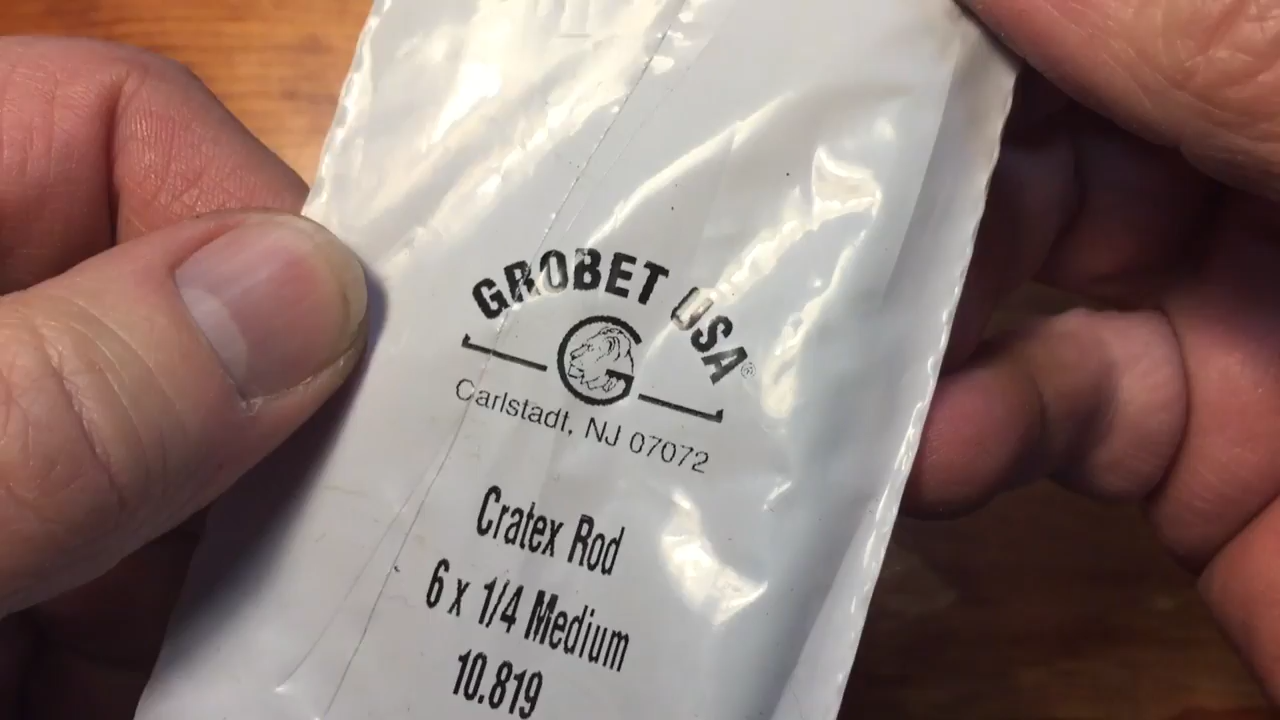 GROBET USA®
G
Carlstadt, NJ 07072
Cratex Rod
6 x 1/4 Medium
10.819